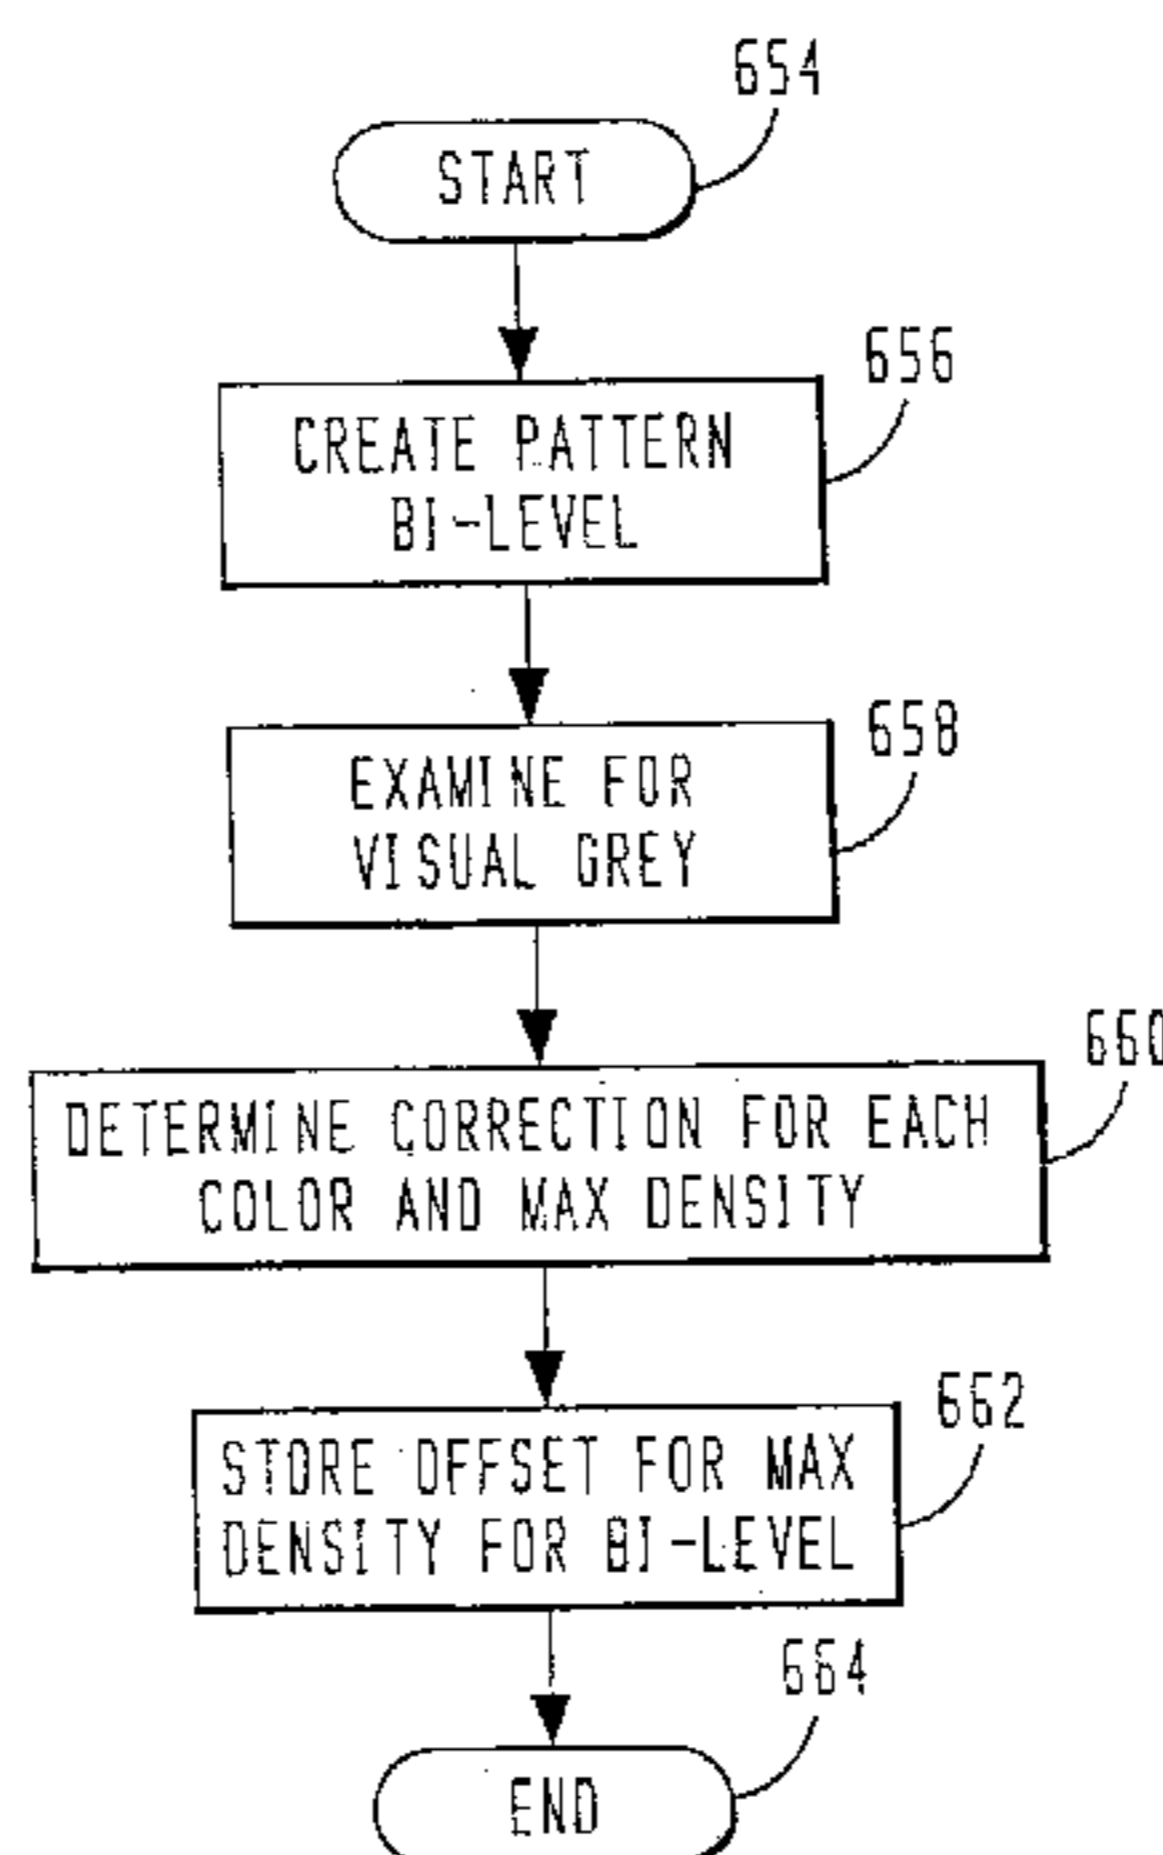 654
START
656
CREATE PATTERN
BI-LEVEL
658
EXAMINE FOR
VISUAL GREY
660
DETERMINE CORRECTION FOR EACH
COLOR AND MAX DENSITY
662
STORE OFFSET FOR MAX
DENSITY FOR BI-LEVEL
664
END